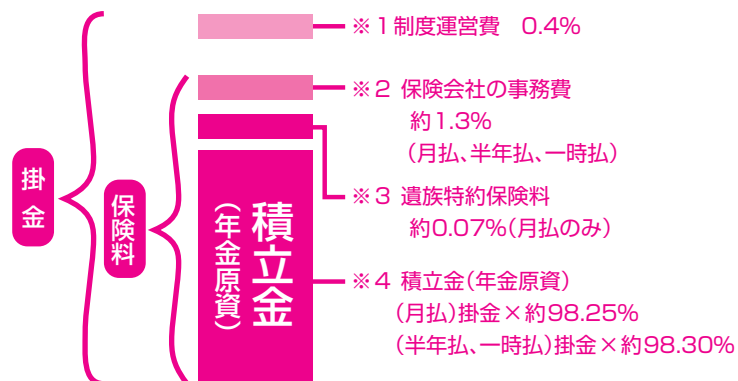 ※1制度運営費 0.4%
※2 保険会社の事務費
約1.3%
(月払、半年払、一時払)
掛金
保険料
積立金
(年金原資)
※3 遺族特約保険料
約0.07%(月払のみ)
※4 積立金(年金原資)
(月払)掛金×約98.25%
(半年払、一時払)掛金×約98.30%